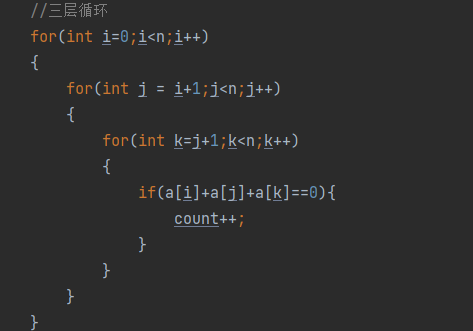 //三层循环
for(int i=0;i<n;i++)
{
for(int j = i+1;j<n;j++)
{
for(int k=j+1;k<n;k++)
{
if(a[i]+a[j]+a[k]==0){
count++;
}
}
}
}